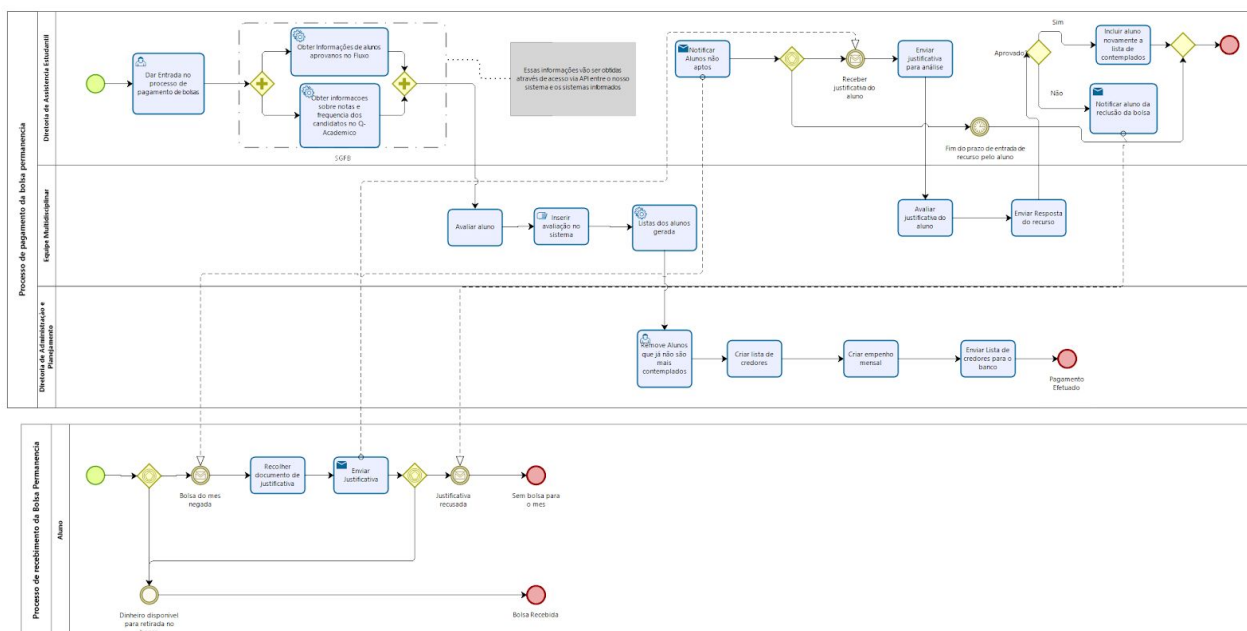 Processo de pagamento da bolsa permanencia
Diretoria de Assistencia Estudantil
Dar Entrada no
processo de
pagamento de bolsas
Obter Informações de alunos
aprovanos no Fluxo
Obter informacoes
sobre notas e
frequencia dos
candidatos no Q-
Academico
SGFB
Essas informações vão ser obtidas
através de acesso via API entre o nosso
sistema e os sistemas informados
Notificar
Alunos não
aptos
Receber
justificativa do
aluno
Enviar
justificativa para
análise
Fim do prazo de entrada de
recurso pelo aluno
Aprovado
Sim
Não
Incluir aluno
novamente a
lista de
contemplados
Notificar aluno da
reclusão da bolsa
Equipe Multidisciplinar
Avaliar aluno
Inserir
avaliação no
sistema
Listas dos alunos
gerada
Avaliar
justificativa do
aluno
Enviar Resposta
do recurso
Diretoria de Administração e
Planejamento
Remove Alunos
que já não são
mais
contemplados
Criar lista de
credores
Criar empenho
mensal
Enviar Lista de
credores para o
banco
Pagamento
Efetuado
Processo de recebimento da Bolsa Permanencia
Aluno
Bolsa do mes
negada
Recolher
documento de
justificativa
Enviar
Justificativa
Justificativa
recusada
Sem bolsa para
o mes
Dinheiro disponivel
para retirada no
Bolsa Recebida